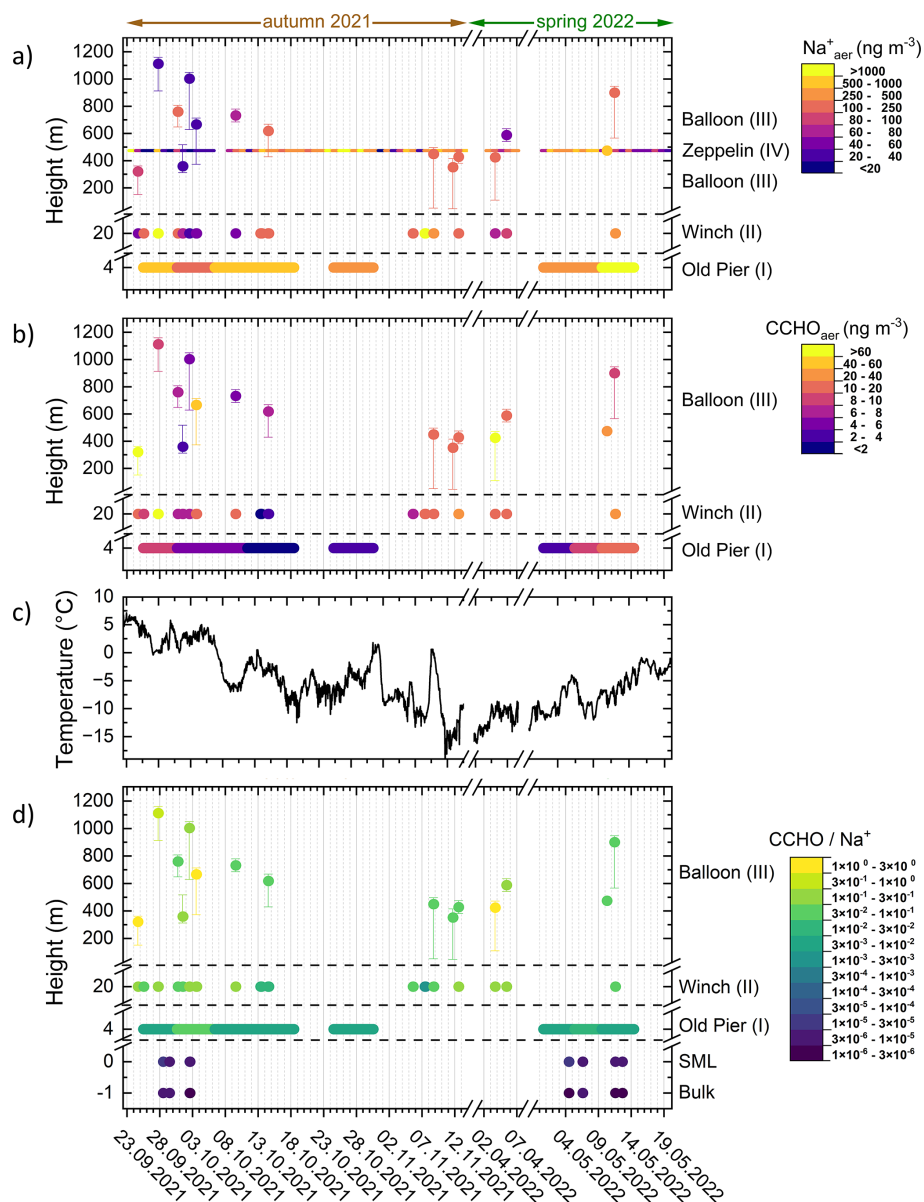 autumn 2021
spring 2022
a)
Na⁺aer (ng m⁻³)
1200
1000
800
600
400
200
20
4
Height (m)
Balloon (III)
Zeppelin (IV)
Balloon (III)
Winch (II)
Old Pier (I)
>1000
500 - 1000
250 - 500
100 - 250
80 - 100
60 - 80
40 - 60
20 - 40
<20
b)
CCHOaer (ng m⁻³)
1200
1000
800
600
400
200
20
4
Height (m)
Balloon (III)
Winch (II)
Old Pier (I)
>60
40 - 60
20 - 40
10 - 20
8 - 10
6 - 8
4 - 6
2 - 4
<2
c)
10
5
0
−5
−10
−15
Temperature (°C)
d)
CCHO / Na⁺
1200
1000
800
600
400
200
20
4
0
-1
Height (m)
Balloon (III)
Winch (II)
Old Pier (I)
SML
Bulk
1×10⁰ - 3×10⁰
3×10⁻¹ - 1×10⁰
1×10⁻¹ - 3×10⁻¹
3×10⁻² - 1×10⁻¹
1×10⁻² - 3×10⁻²
3×10⁻³ - 1×10⁻²
1×10⁻³ - 3×10⁻³
3×10⁻⁴ - 1×10⁻³
1×10⁻⁴ - 3×10⁻⁴
3×10⁻⁵ - 1×10⁻⁴
1×10⁻⁵ - 3×10⁻⁵
3×10⁻⁶ - 1×10⁻⁵
1×10⁻⁶ - 3×10⁻⁶
23.09.2021
28.09.2021
03.10.2021
08.10.2021
13.10.2021
18.10.2021
23.10.2021
28.10.2021
02.11.2021
07.11.2021
12.11.2021
02.04.2022
07.04.2022
04.05.2022
09.05.2022
14.05.2022
19.05.2022